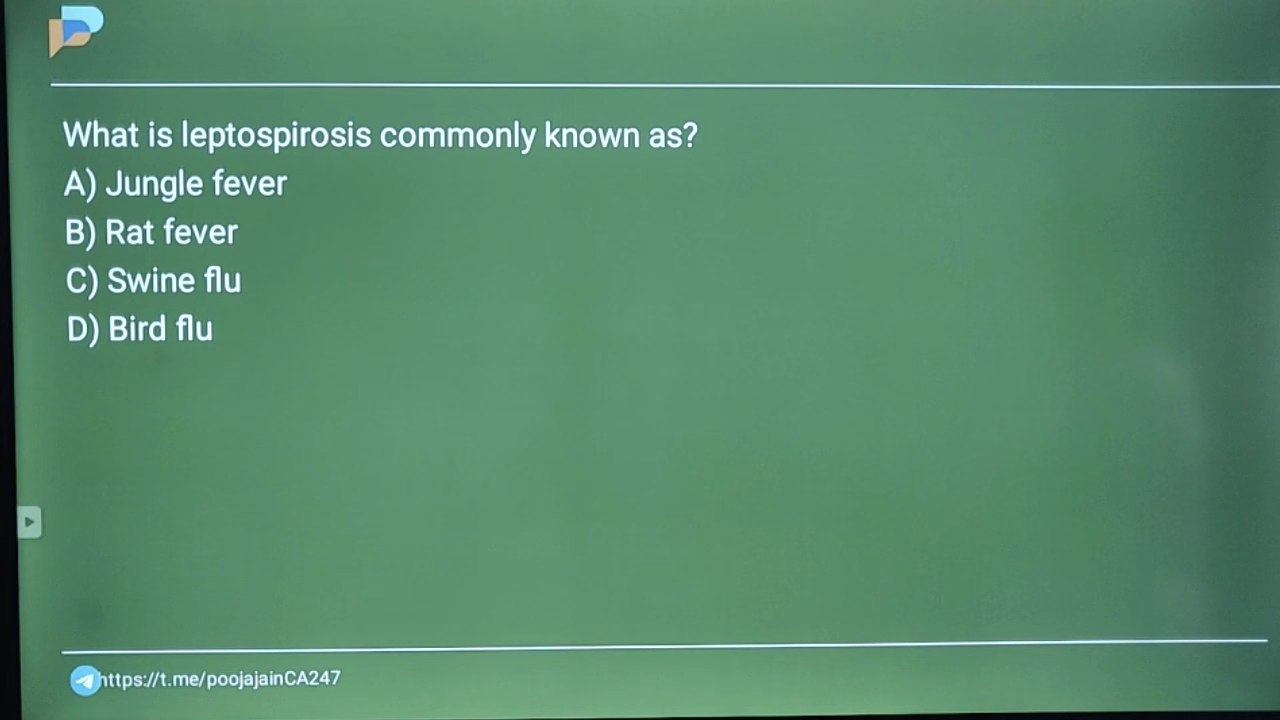 What is leptospirosis commonly known as?
A) Jungle fever
B) Rat fever
C) Swine flu
D) Bird flu
https://t.me/poojajainCA247